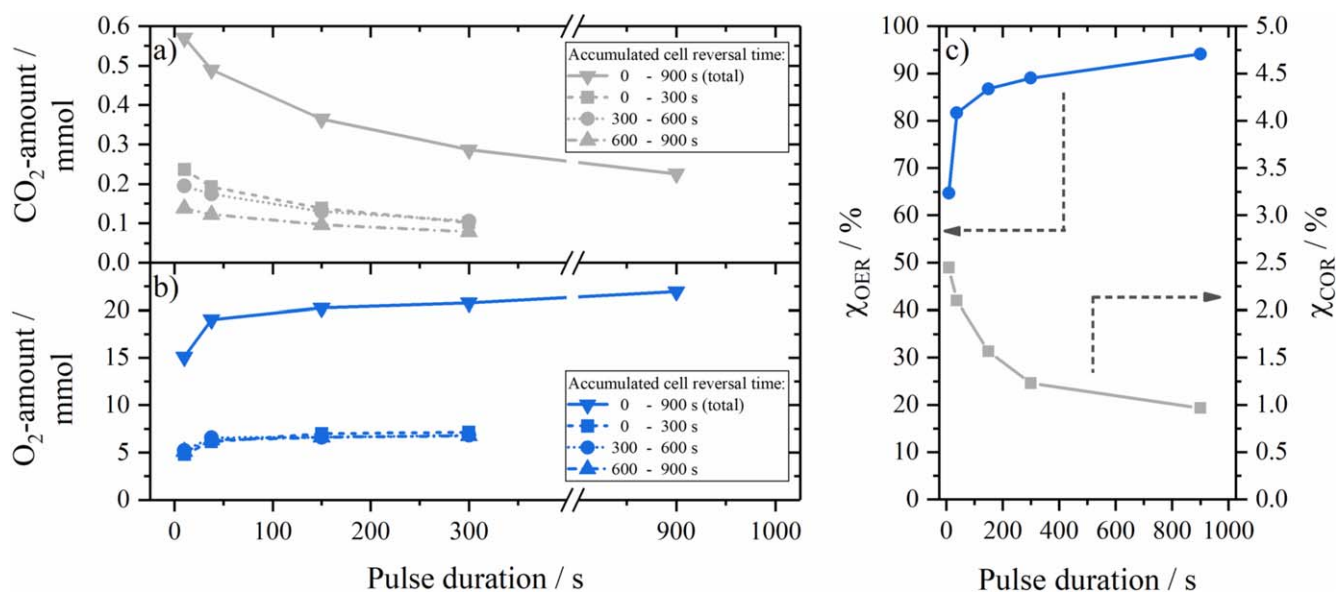 a)
CO₂-amount /
mmol
0.6
0.5
0.4
0.3
0.2
0.1
0.0
Accumulated cell reversal time:
0 - 900 s (total)
0 - 300 s
300 - 600 s
600 - 900 s
b)
O₂-amount /
mmol
20
15
10
5
0
Accumulated cell reversal time:
0 - 900 s (total)
0 - 300 s
300 - 600 s
600 - 900 s
0 100 200 300 900 1000
Pulse duration / s
c)
χOER / %
100
90
80
70
60
50
40
30
20
10
0
5.0
4.5
4.0
3.5
3.0
2.5
2.0
1.5
1.0
0.5
0.0
χCOR / %
0 200 400 600 800 1000
Pulse duration / s